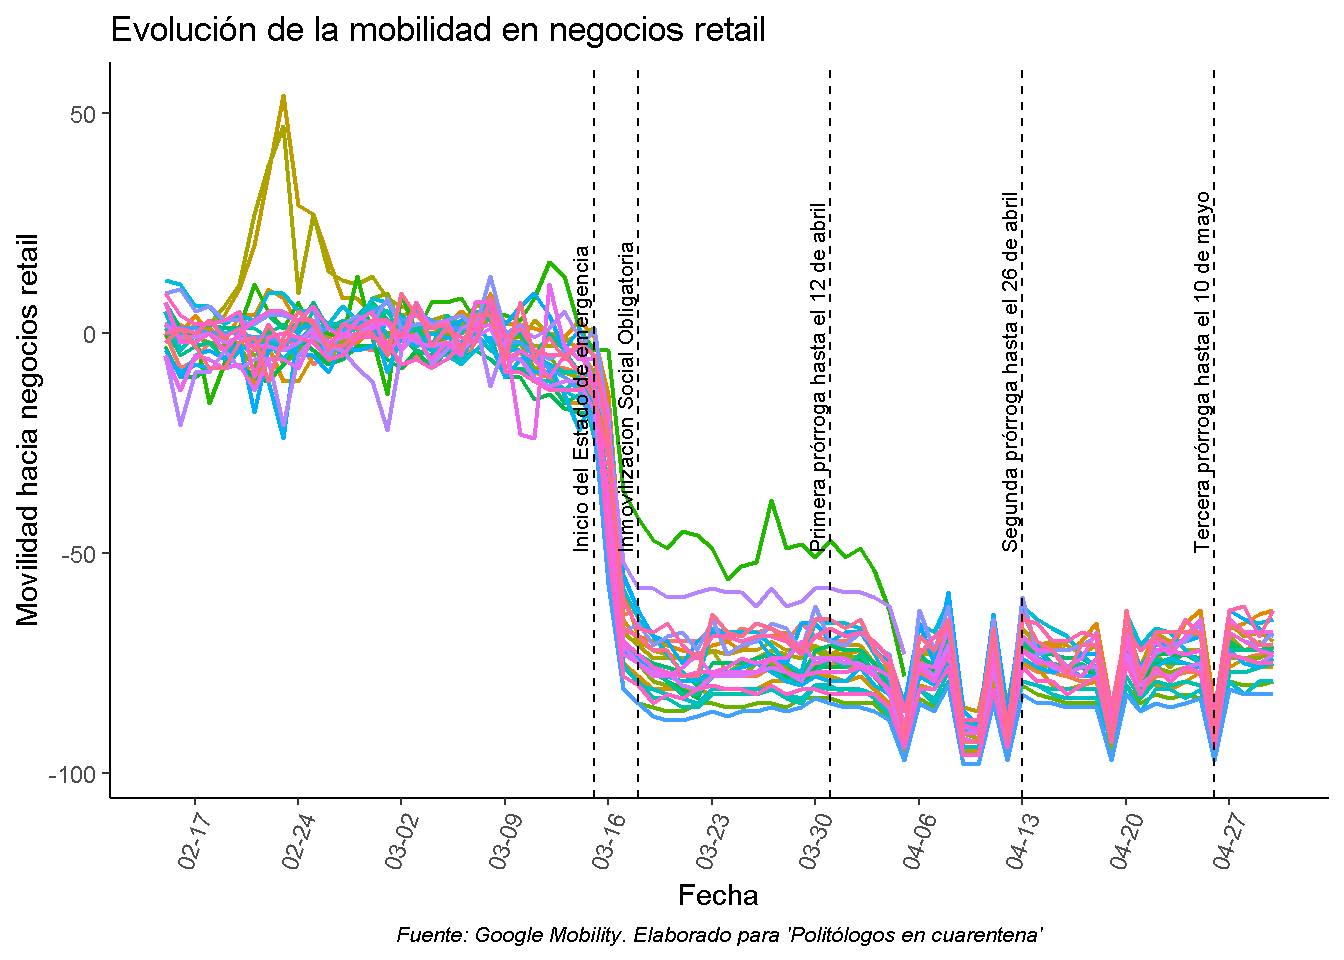 Evolución de la mobilidad en negocios retail
Movilidad hacia negocios retail
50
0
-50
-100
Inicio del Estado de emergencia
Inmovilizacion Social Obligatoria
Primera prórroga hasta el 12 de abril
Segunda prórroga hasta el 26 de abril
Tercera prórroga hasta el 10 de mayo
02-17
02-24
03-02
03-09
03-16
03-23
03-30
04-06
04-13
04-20
04-27
Fecha
Fuente: Google Mobility. Elaborado para 'Politólogos en cuarentena'